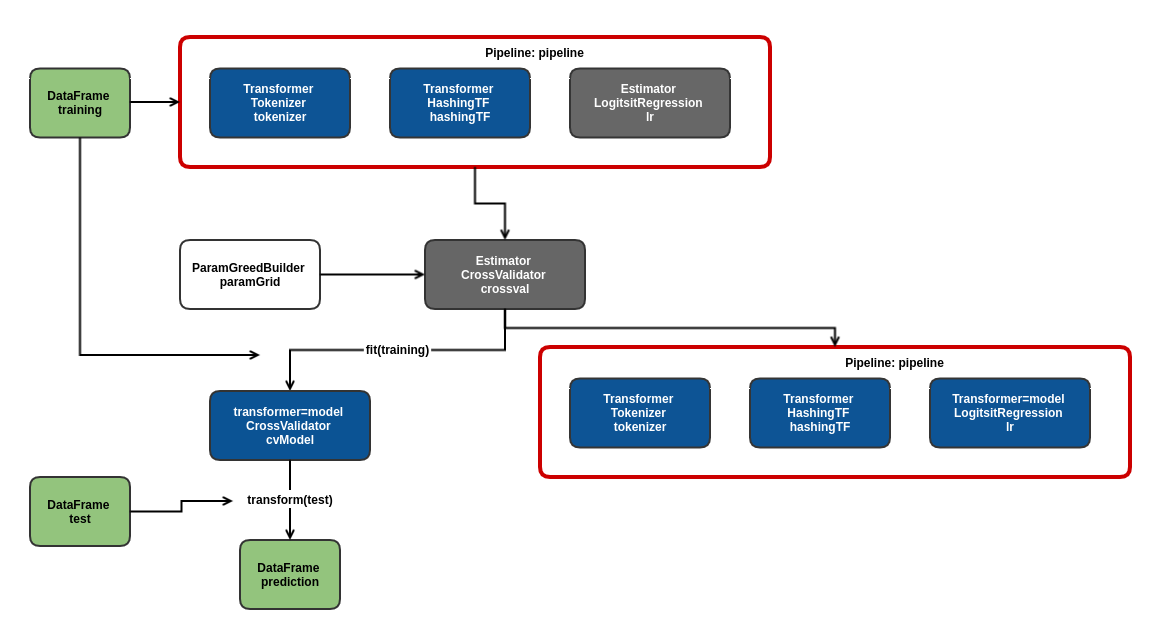 Pipeline: pipeline
DataFrame
training
Transformer
Tokenizer
tokenizer
Transformer
HashingTF
hashingTF
Estimator
LogitsitRegression
lr
ParamGreedBuilder
paramGrid
Estimator
CrossValidator
crossval
fit(training)
Pipeline: pipeline
Transformer
Tokenizer
tokenizer
Transformer
HashingTF
hashingTF
Transformer=model
LogitsitRegression
lr
transformer=model
CrossValidator
cvModel
DataFrame
test
transform(test)
DataFrame
prediction